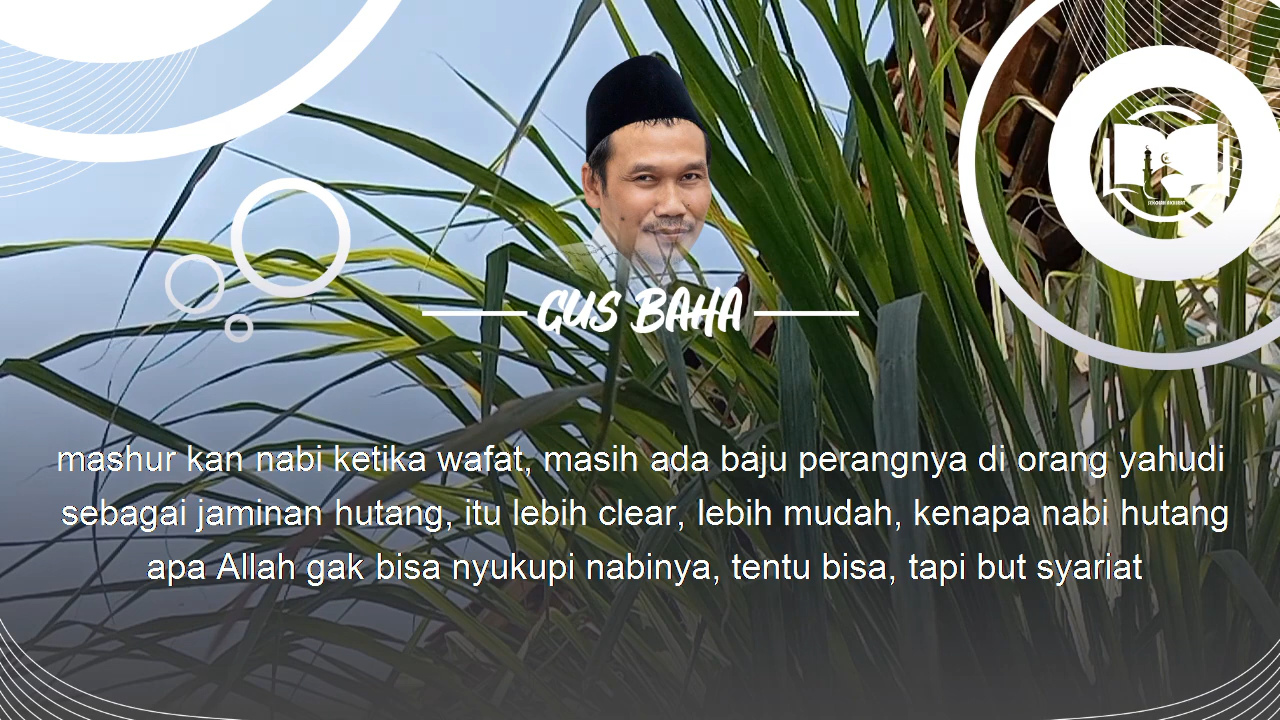 GUS BAHA
mashur kan nabi ketika wafat, masih ada baju perangnya di orang yahudi
sebagai jaminan hutang, itu lebih clear, lebih mudah, kenapa nabi hutang
apa Allah gak bisa nyukupi nabinya, tentu bisa, tapi but syariat